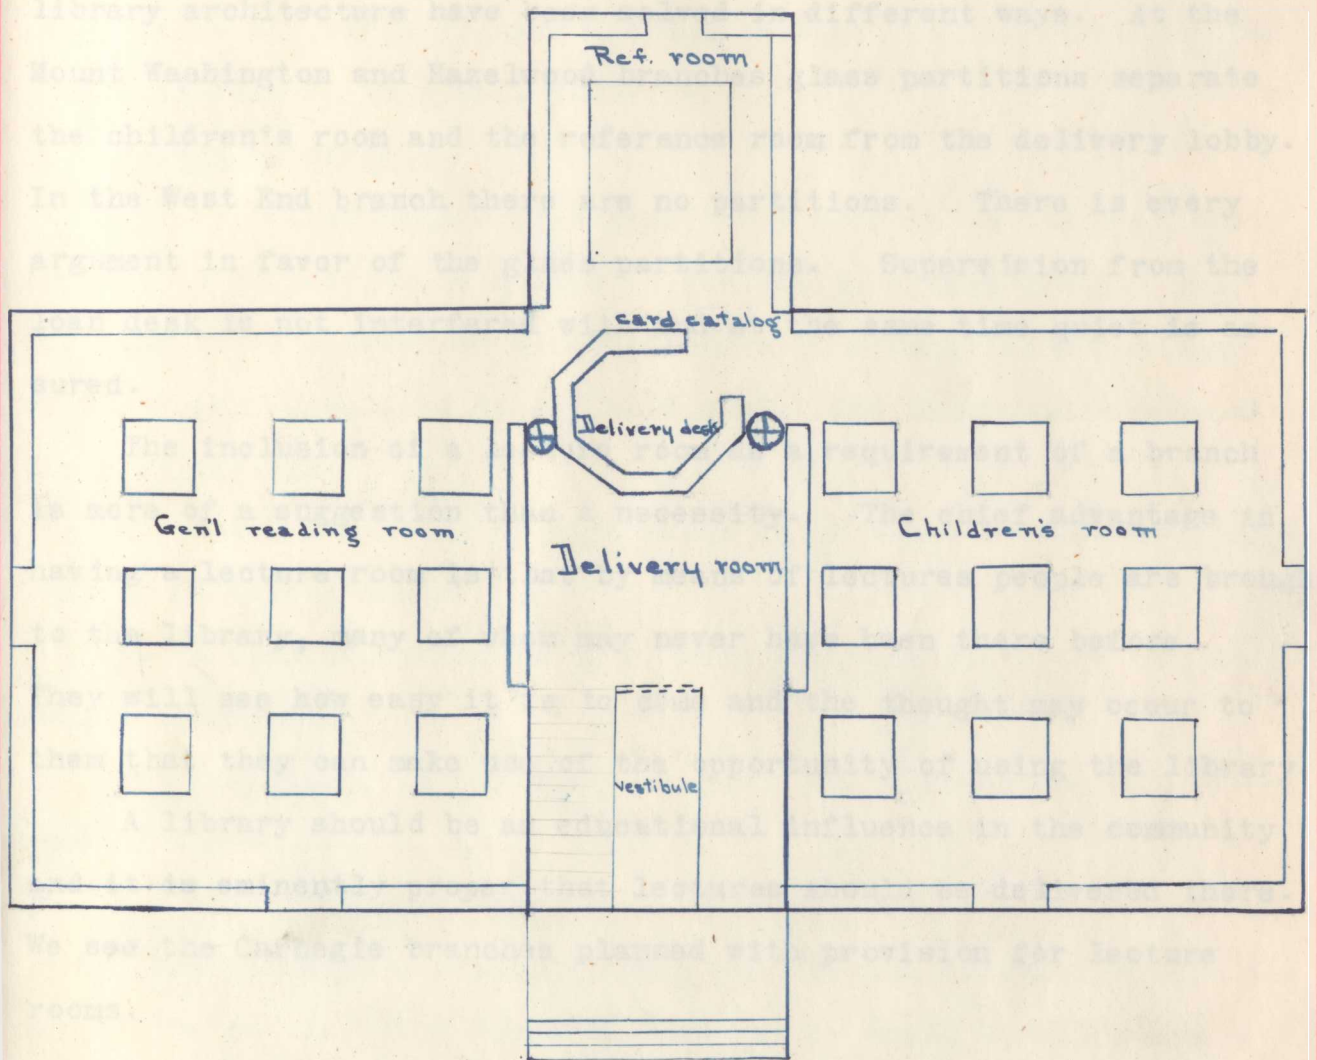 Ref. room
card catalog
Delivery desk
Gen'l reading room
Delivery room
Children's room
vestibule
library architecture have been solved in different ways. At the
Mount Washington and Hazelwood branches glass partitions separate
the children's room and the reference room from the delivery lobby.
In the West End branch there are no partitions. There is every
argument in favor of the glass partitions. Supervision from the
loan desk is not interfered with and at the same time quiet is as-
sured.
The inclusion of a lecture room as a requirement of a branch
is more of a suggestion than a necessity. The chief advantage in
having a lecture room is that by means of lectures people are brought
to the library, many of whom may never have been there before.
They will see how easy it is to come and the thought may occur to
them that they can make use of the opportunity of using the library
A library should be an educational influence in the community
and it is eminently proper that lectures should be delivered there.
We see the Carnegie branches planned with provision for lecture
rooms.